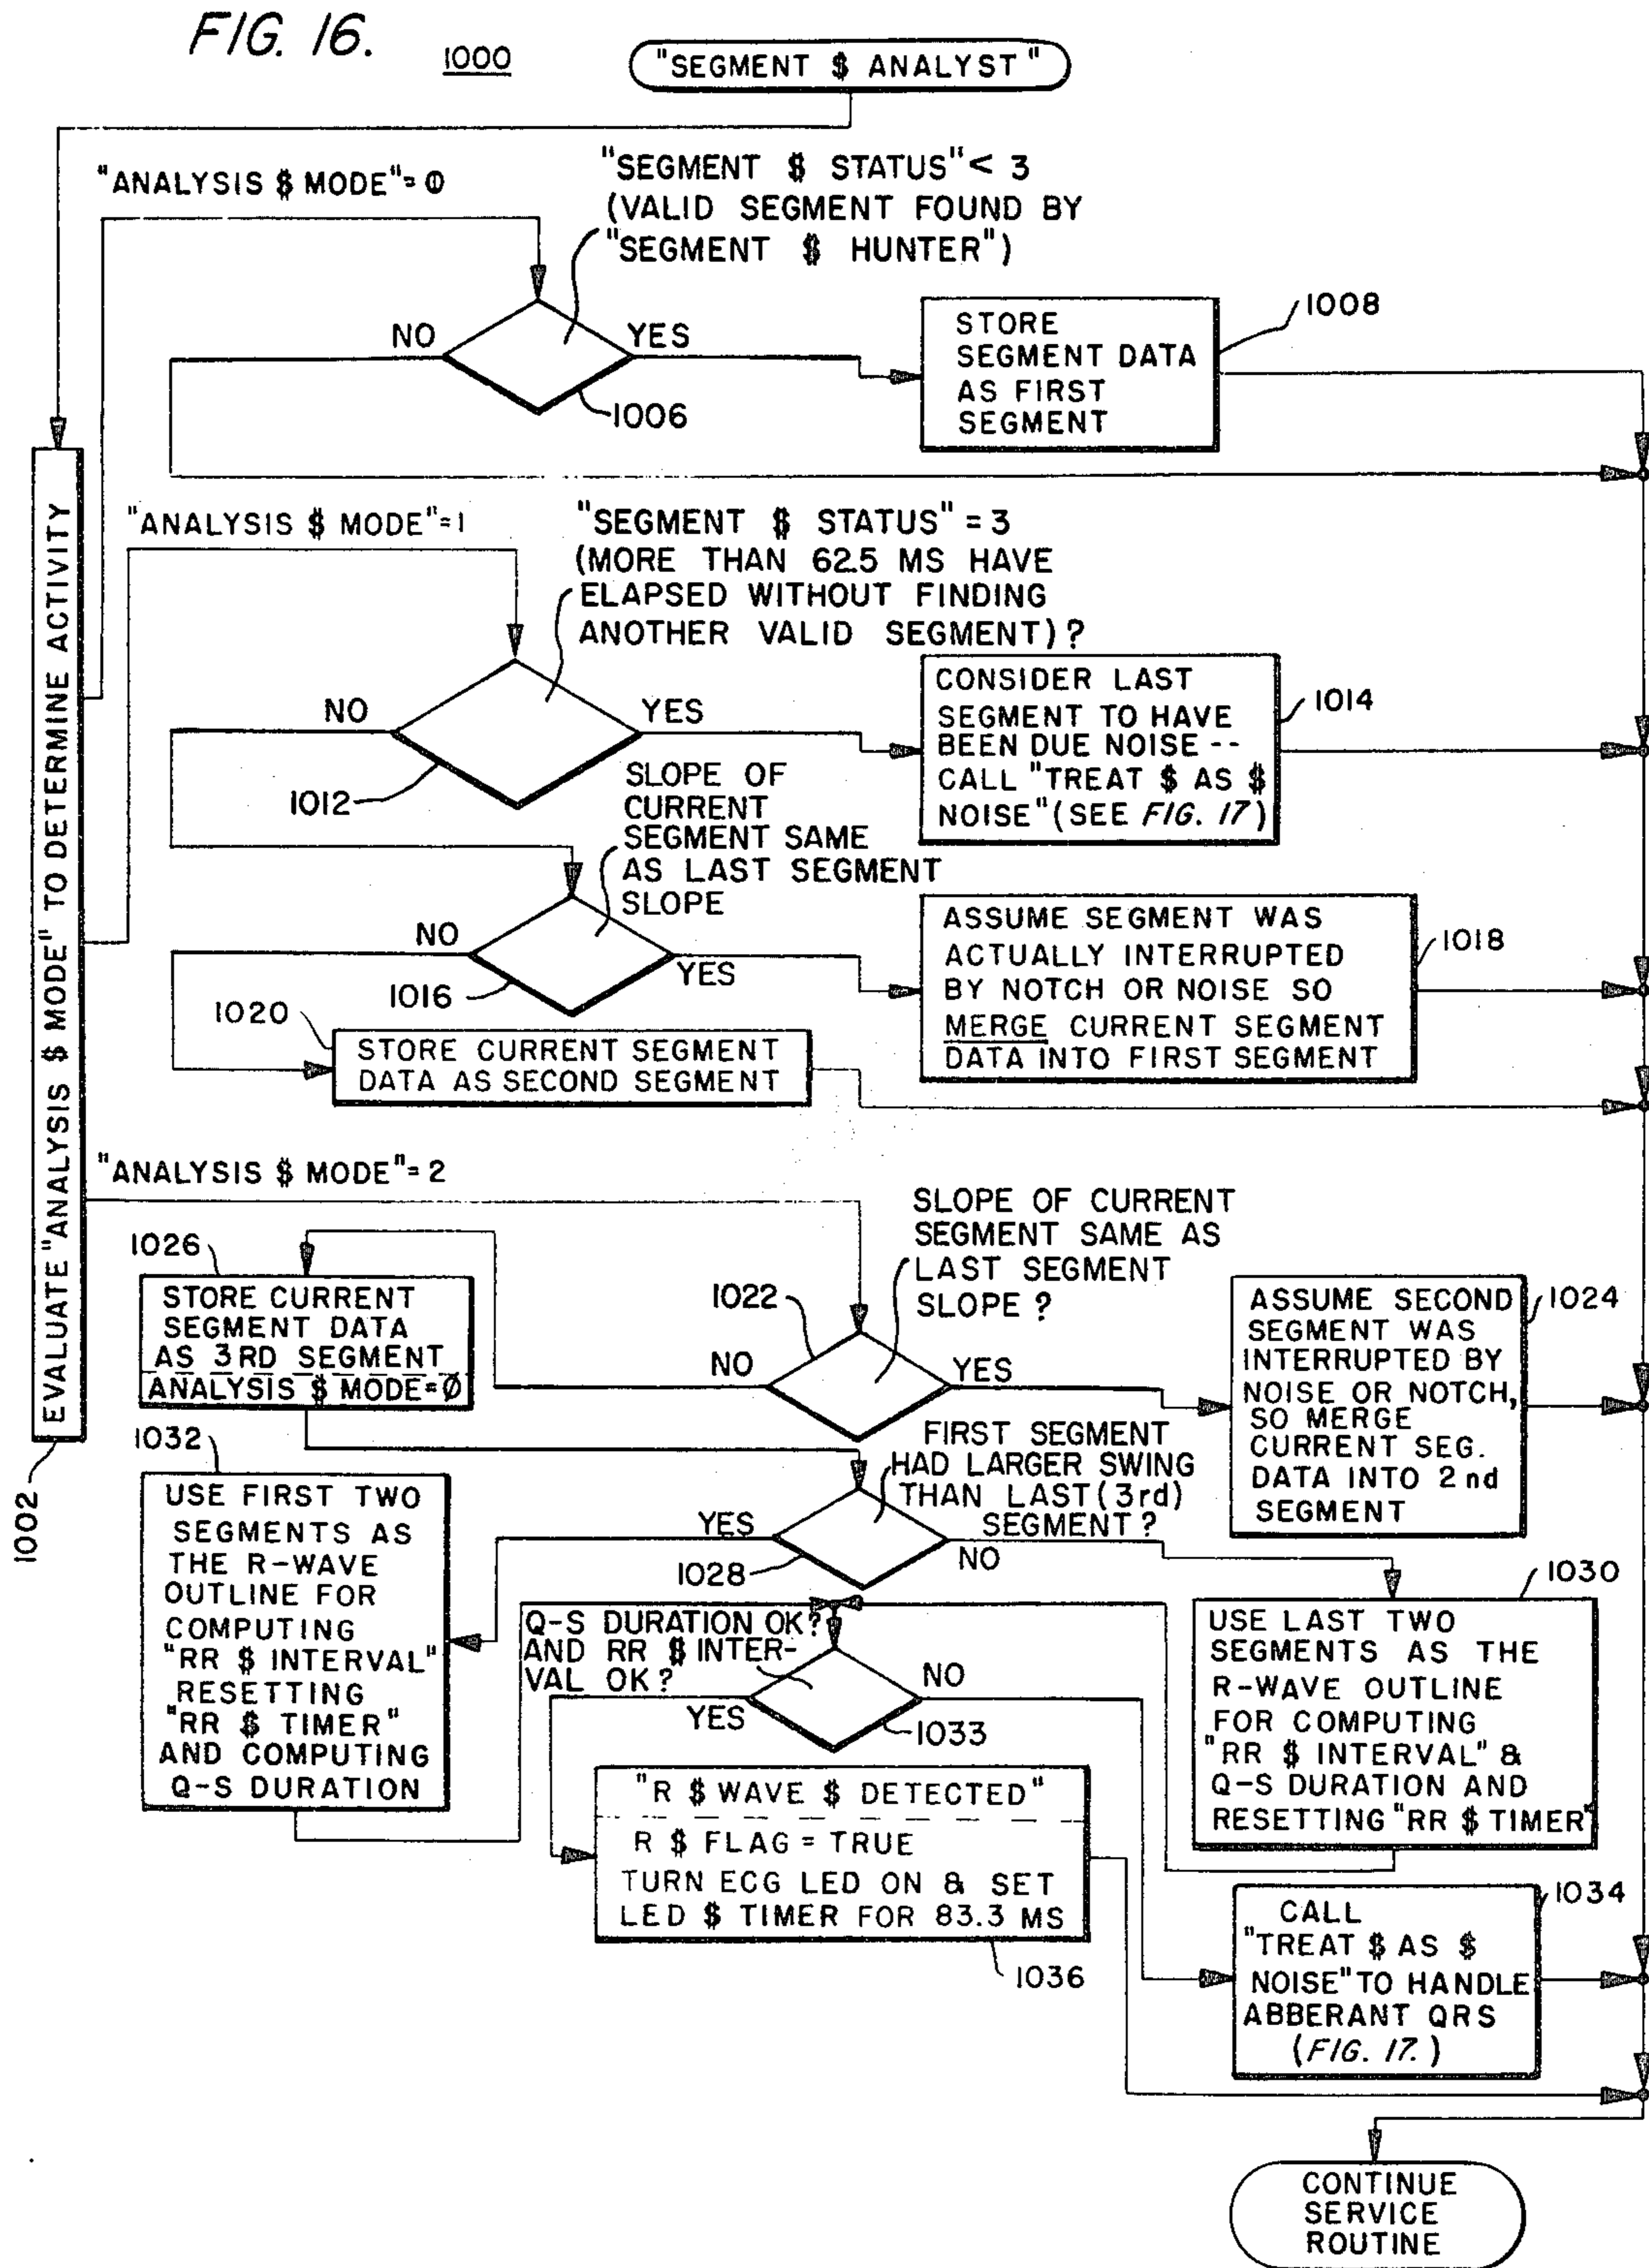 FIG. 16.
1000
"SEGMENT $ ANALYST"
"ANALYSIS $ MODE"=0
"SEGMENT $ STATUS"< 3
(VALID SEGMENT FOUND BY
"SEGMENT $ HUNTER")
NO
YES
1006
STORE
SEGMENT DATA
AS FIRST
SEGMENT
1008
EVALUATE "ANALYSIS $ MODE" TO DETERMINE ACTIVITY
1002
"ANALYSIS $ MODE"=1
"SEGMENT $ STATUS" = 3
(MORE THAN 62.5 MS HAVE
ELAPSED WITHOUT FINDING
ANOTHER VALID SEGMENT)?
NO
YES
1012
CONSIDER LAST
SEGMENT TO HAVE
BEEN DUE NOISE --
CALL "TREAT $ AS $
NOISE"(SEE FIG. 17)
1014
SLOPE OF
CURRENT
SEGMENT SAME
AS LAST SEGMENT
SLOPE
NO
YES
1016
ASSUME SEGMENT WAS
ACTUALLY INTERRUPTED
BY NOTCH OR NOISE SO
MERGE CURRENT SEGMENT
DATA INTO FIRST SEGMENT
1018
1020
STORE CURRENT SEGMENT
DATA AS SECOND SEGMENT
"ANALYSIS $ MODE"=2
SLOPE OF CURRENT
SEGMENT SAME AS
LAST SEGMENT
SLOPE ?
1022
NO
YES
ASSUME SECOND
SEGMENT WAS
INTERRUPTED BY
NOISE OR NOTCH,
SO MERGE
CURRENT SEG.
DATA INTO 2nd
SEGMENT
1024
1026
STORE CURRENT
SEGMENT DATA
AS 3RD SEGMENT
ANALYSIS $ MODE=Ø
FIRST SEGMENT
HAD LARGER SWING
THAN LAST (3rd)
SEGMENT ?
YES
NO
1028
1032
USE FIRST TWO
SEGMENTS AS
THE R-WAVE
OUTLINE FOR
COMPUTING
"RR $ INTERVAL"
RESETTING
"RR $ TIMER"
AND COMPUTING
Q-S DURATION
1030
USE LAST TWO
SEGMENTS AS THE
R-WAVE OUTLINE
FOR COMPUTING
"RR $ INTERVAL" &
Q-S DURATION AND
RESETTING "RR $ TIMER"
Q-S DURATION OK?
AND RR $ INTER-
VAL OK?
YES
NO
1033
"R $ WAVE $ DETECTED"
R $ FLAG = TRUE
TURN ECG LED ON & SET
LED $ TIMER FOR 83.3 MS
1036
1034
CALL
"TREAT $ AS $
NOISE" TO HANDLE
ABBERANT QRS
(FIG. 17.)
CONTINUE
SERVICE
ROUTINE